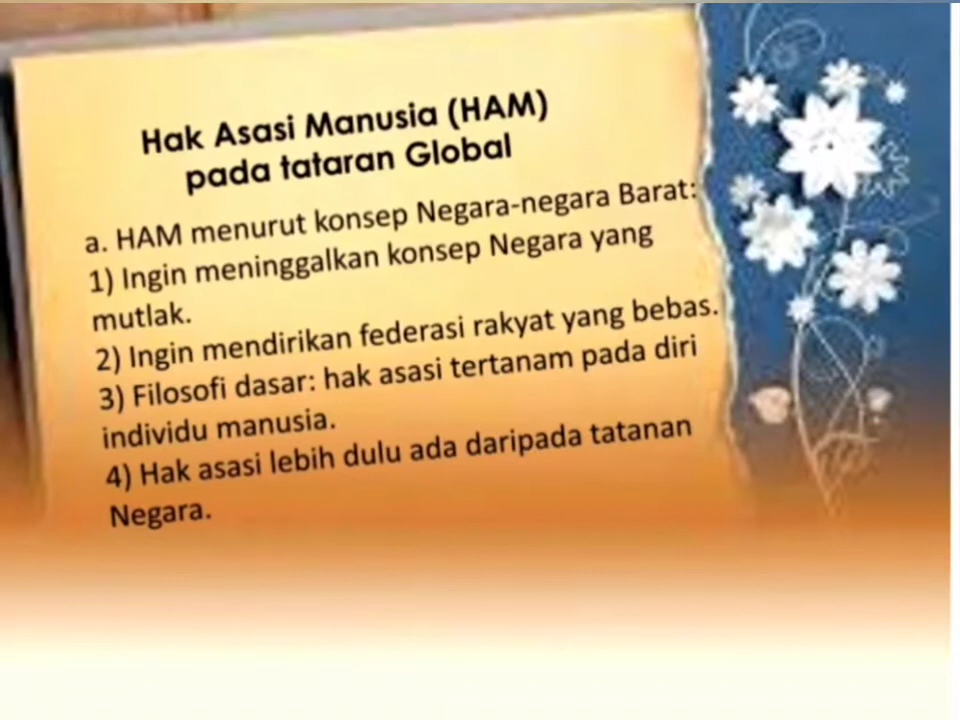 Hak Asasi Manusia (HAM)
pada tataran Global
a. HAM menurut konsep Negara-negara Barat:
1) Ingin meninggalkan konsep Negara yang
mutlak.
2) Ingin mendirikan federasi rakyat yang bebas.
3) Filosofi dasar: hak asasi tertanam pada diri
individu manusia.
4) Hak asasi lebih dulu ada daripada tatanan
Negara.